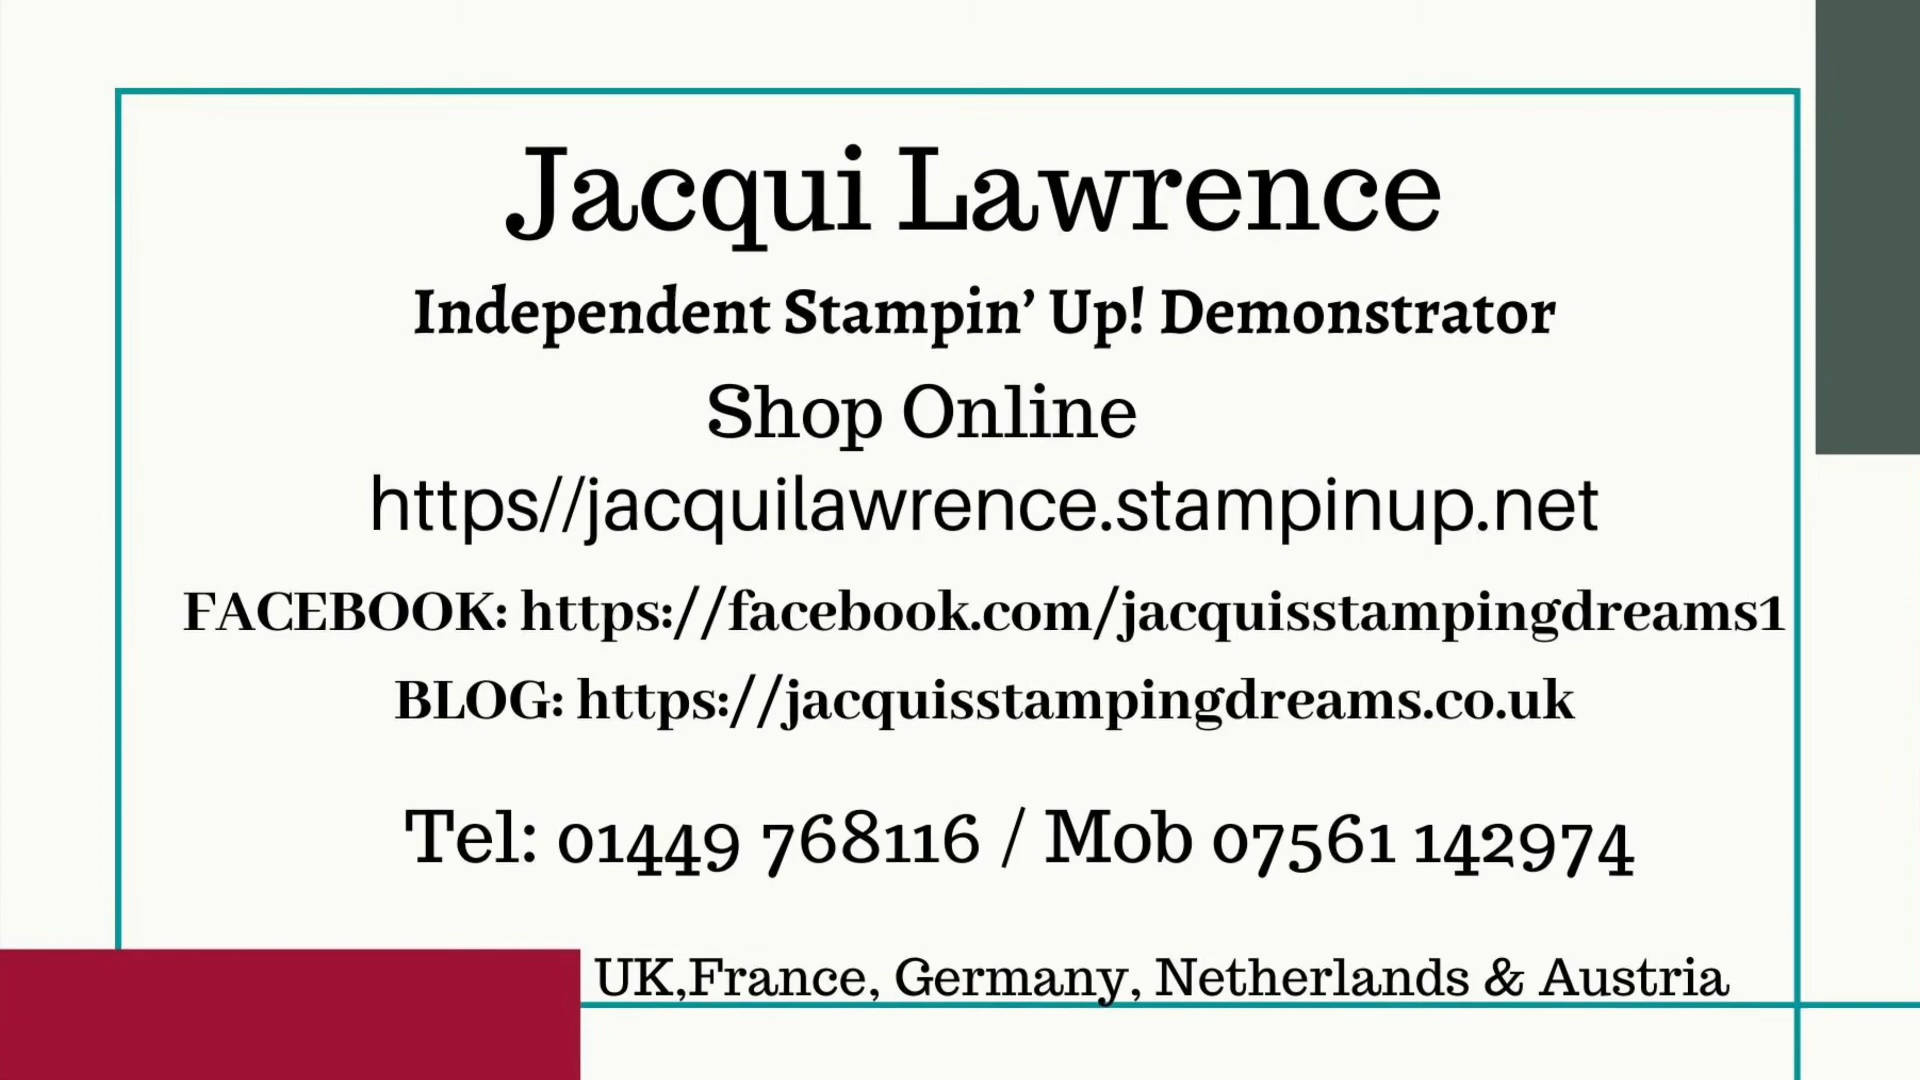 Jacqui Lawrence
Independent Stampin’ Up! Demonstrator
Shop Online
https//jacquilawrence.stampinup.net
FACEBOOK: https://facebook.com/jacquisstampingdreams1
BLOG: https://jacquisstampingdreams.co.uk
Tel: 01449 768116 / Mob 07561 142974
UK,France, Germany, Netherlands & Austria